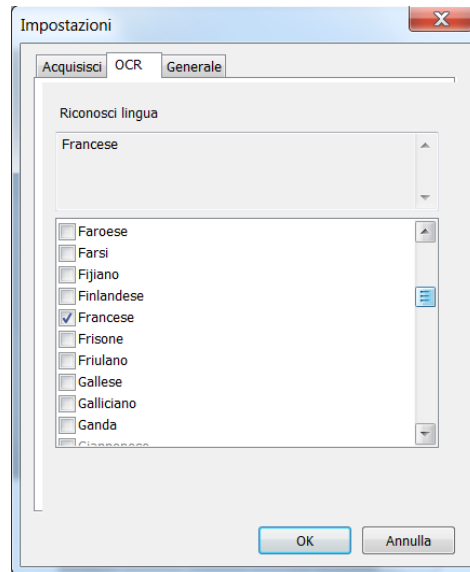 Impostazioni
Acquisisci OCR Generale
Riconosci lingua
Francese
Faroese
Farsi
Fijiano
Finlandese
Francese
Frisone
Friulano
Gallese
Galliciano
Ganda
OK Annulla